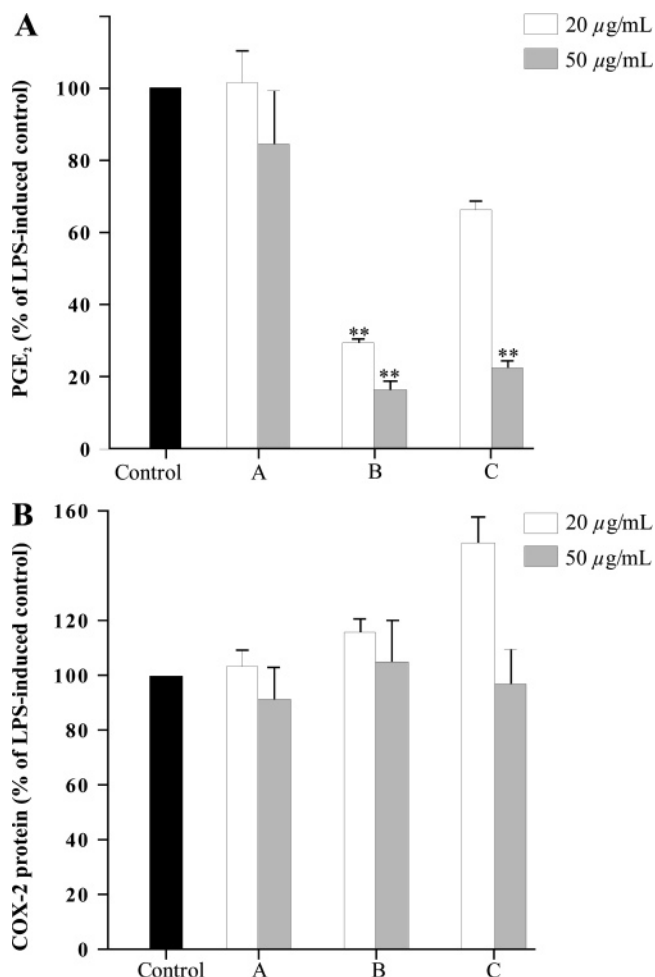 A
20 µg/mL
50 µg/mL
PGE₂ (% of LPS-induced control)
100
80
60
40
20
0
**
**
**
Control A B C
B
20 µg/mL
50 µg/mL
COX-2 protein (% of LPS-induced control)
160
120
100
80
60
40
20
0
Control A B C